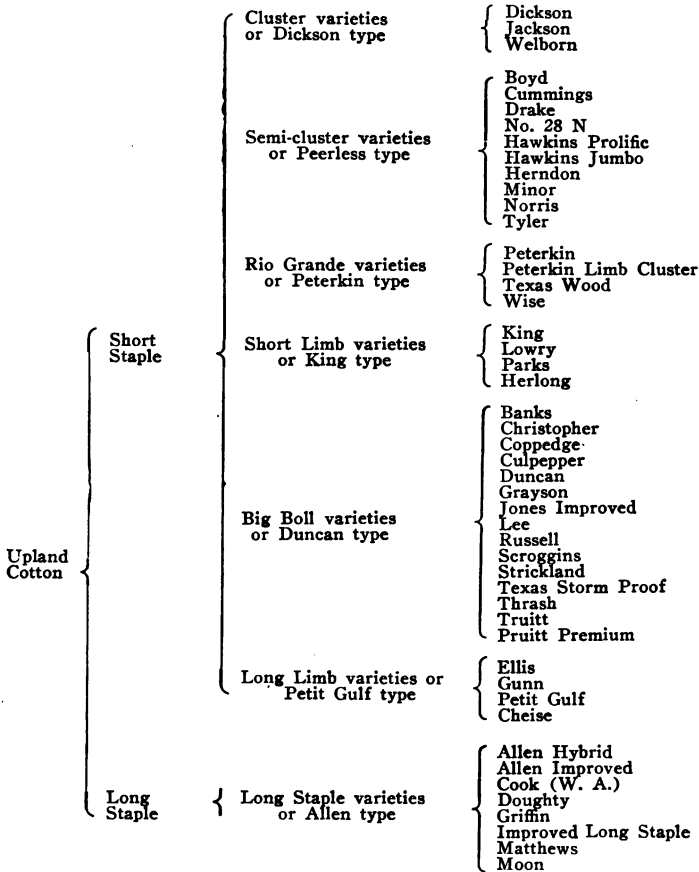 Upland
Cotton
Short
Staple
Cluster varieties
or Dickson type
Dickson
Jackson
Welborn
Semi-cluster varieties
or Peerless type
Boyd
Cummings
Drake
No. 28 N
Hawkins Prolific
Hawkins Jumbo
Herndon
Minor
Norris
Tyler
Rio Grande varieties
or Peterkin type
Peterkin
Peterkin Limb Cluster
Texas Wood
Wise
Short Limb varieties
or King type
King
Lowry
Parks
Herlong
Big Boll varieties
or Duncan type
Banks
Christopher
Coppedge
Culpepper
Duncan
Grayson
Jones Improved
Lee
Russell
Scroggins
Strickland
Texas Storm Proof
Thrash
Truitt
Pruitt Premium
Long Limb varieties or
Petit Gulf type
Ellis
Gunn
Petit Gulf
Cheise
Long
Staple
Long Staple varieties
or Allen type
Allen Hybrid
Allen Improved
Cook (W. A.)
Doughty
Griffin
Improved Long Staple
Matthews
Moon